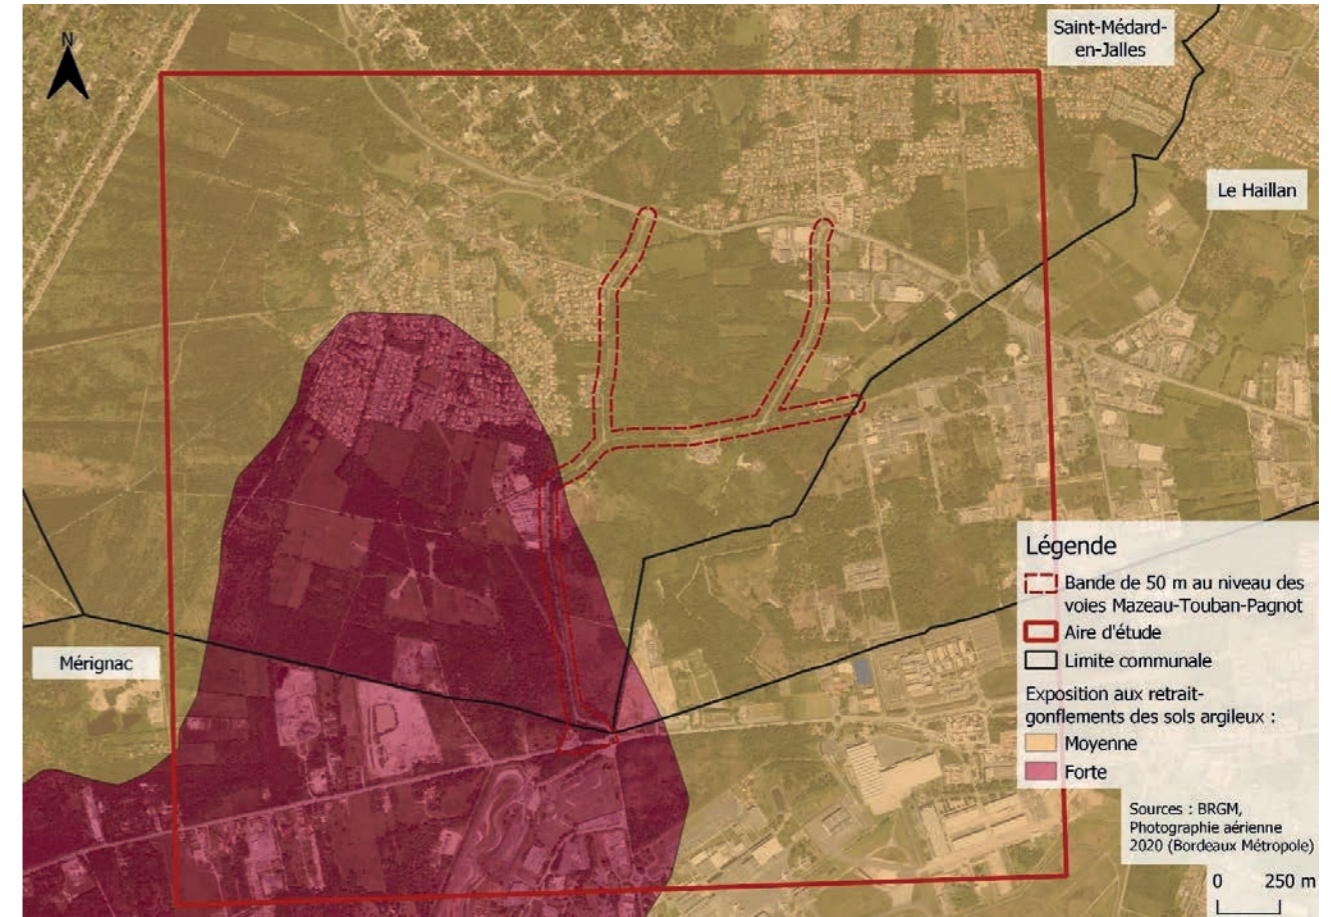 N
Saint-Médard-
en-Jalles
Le Haillan
Mérignac
Légende
Bande de 50 m au niveau des
voies Mazeau-Touban-Pagnot
Aire d'étude
Limite communale
Exposition aux retrait-
gonflements des sols argileux :
Moyenne
Forte
Sources : BRGM,
Photographie aérienne
2020 (Bordeaux Métropole)
0 250 m